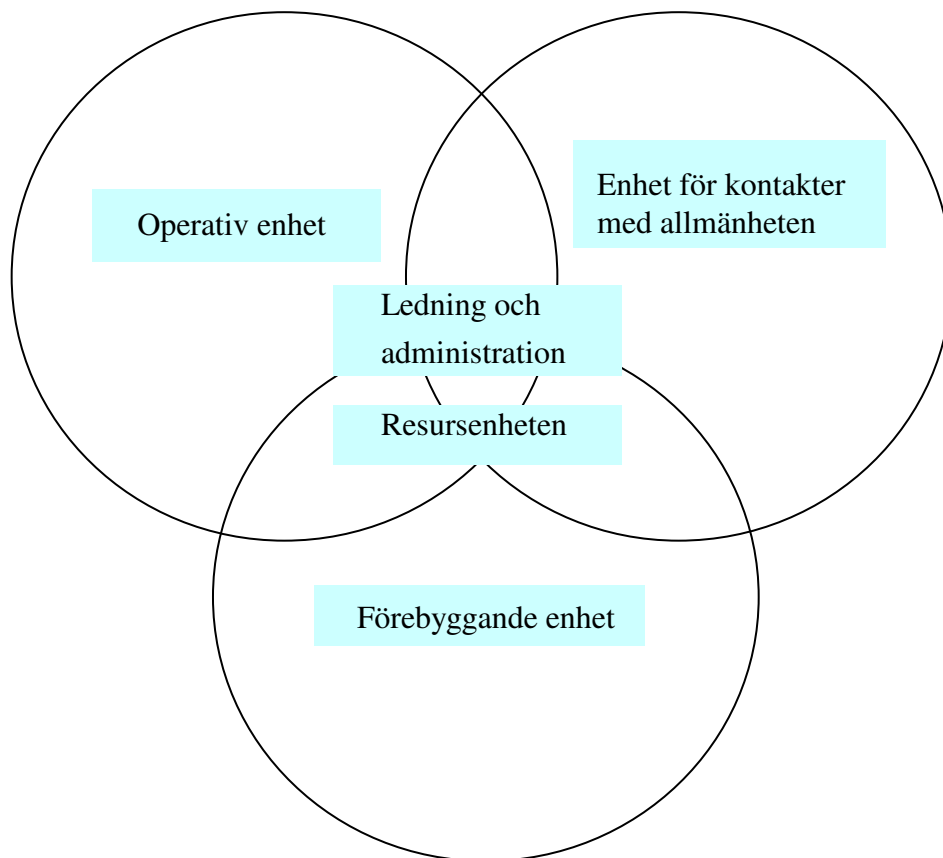 Operativ enhet
Enhet för kontakter
med allmänheten
Ledning och
administration
Resursenheten
Förebyggande enhet